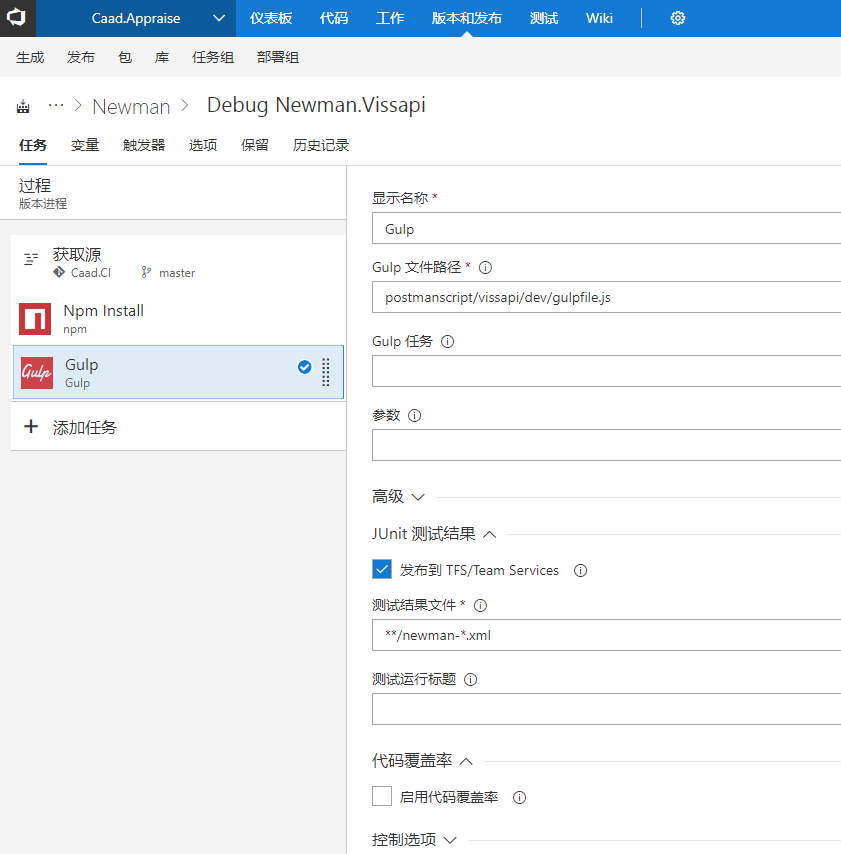 Caad.Appraise 仪表板 代码 工作 版本和发布 测试 Wiki
生成 发布 包 库 任务组 部署组
··· > Newman > Debug Newman.Vissapi
任务 变量 触发器 选项 保留 历史记录
过程
版本进程
获取源
Caad.CI master
Npm Install
npm
Gulp
Gulp
Gulp
添加任务
显示名称 *
Gulp
Gulp 文件路径 *
postmanscript/vissapi/dev/gulpfile.js
Gulp 任务
参数
高级
JUnit 测试结果
发布到 TFS/Team Services
测试结果文件 *
**/newman-*.xml
测试运行标题
代码覆盖率
启用代码覆盖率
控制选项